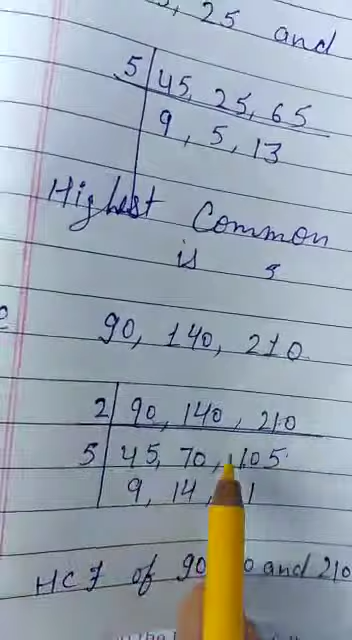 25 and
5 45, 25, 65
9, 5, 13
Highest Common
is 5
90, 140, 210
2 90, 140, 210
5 45, 70, 105
9, 14,
HCF of and 210